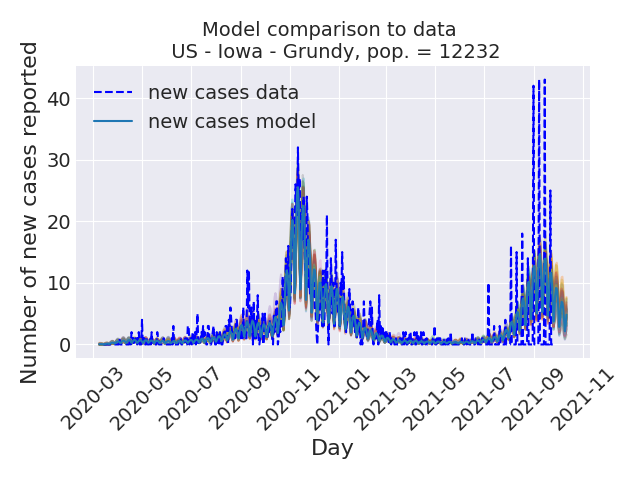 Model comparison to data
US - Iowa - Grundy, pop. = 12232
Number of new cases reported
40
30
20
10
0
new cases data
new cases model
2020-03
2020-05
2020-07
2020-09
2020-11
2021-01
2021-03
2021-05
2021-07
2021-09
2021-11
Day